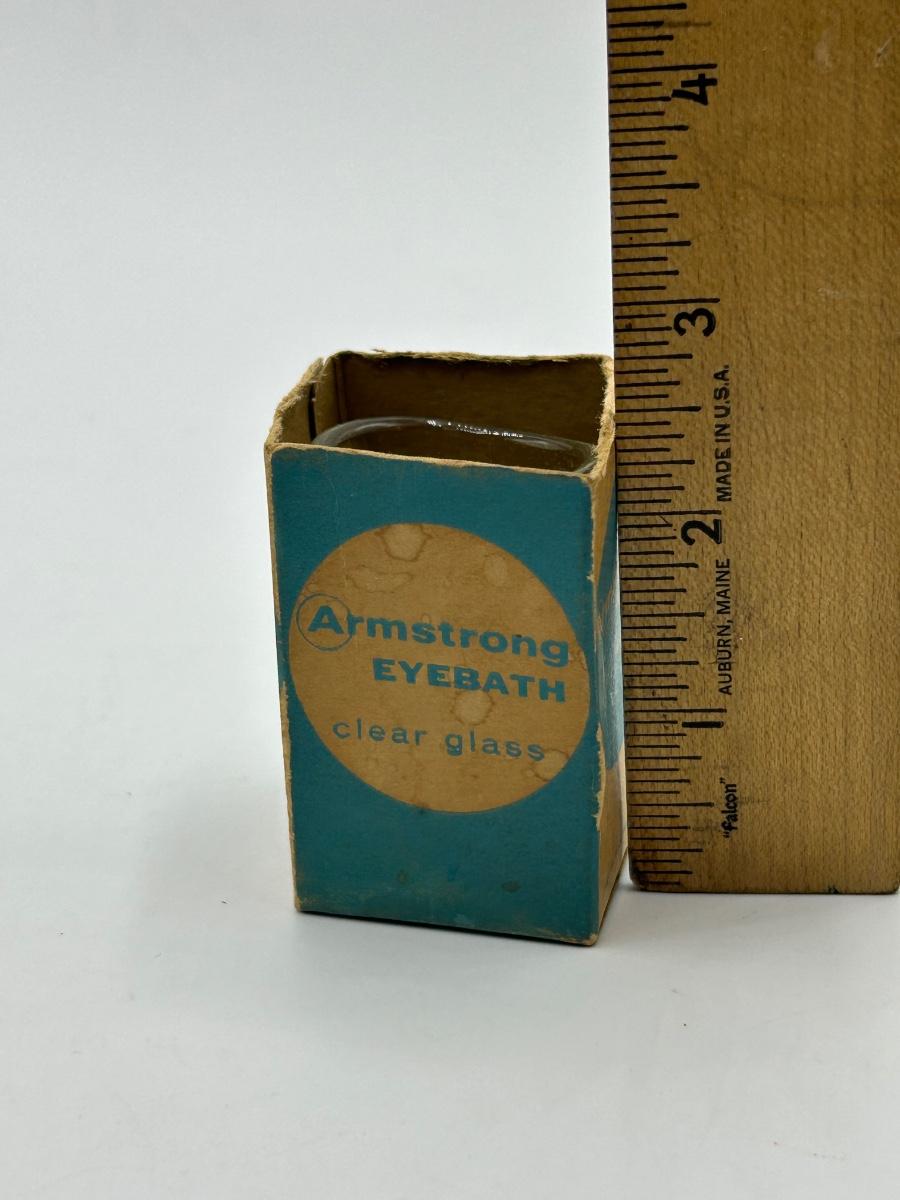 Armstrong
EYEBATH
clear glass
4
3
2
1
MADE IN U.S.A.
AUBURN, MAINE
"Falcon"